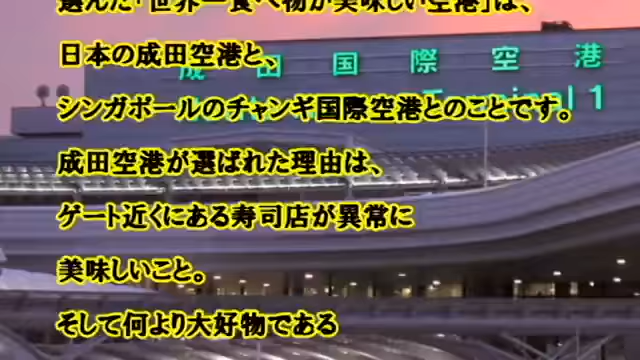 選んだ「世界一食べ物が美味しい空港」は、
日本の成田空港と、
成田国際空港
シンガポールのチャンギ国際空港とのことです。
Terminal 1
成田空港が選ばれた理由は、
ゲート近くにある寿司店が異常に
美味しいこと。
そして何より大好物である